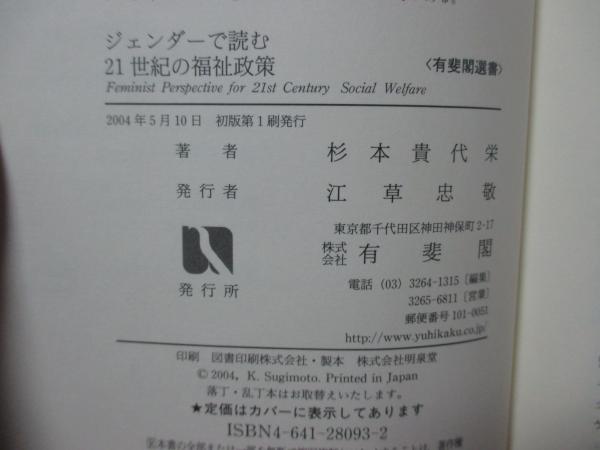 ジェンダーで読む
21世紀の福祉政策 〈有斐閣選書〉
Feminist Perspective for 21st Century Social Welfare
2004年5月10日 初版第1刷発行
著者 杉本貴代栄
発行者 江草忠敬
東京都千代田区神田神保町2-17
株式会社 有斐閣
発行所
電話 (03) 3264-1315〔編集〕
3265-6811〔営業〕
郵便番号 101-0051
http://www.yuhikaku.co.jp/
印刷 図書印刷株式会社・製本 株式会社明泉堂
© 2004, K. Sugimoto. Printed in Japan
落丁・乱丁本はお取替えいたします。
★定価はカバーに表示してあります
ISBN4-641-28093-2